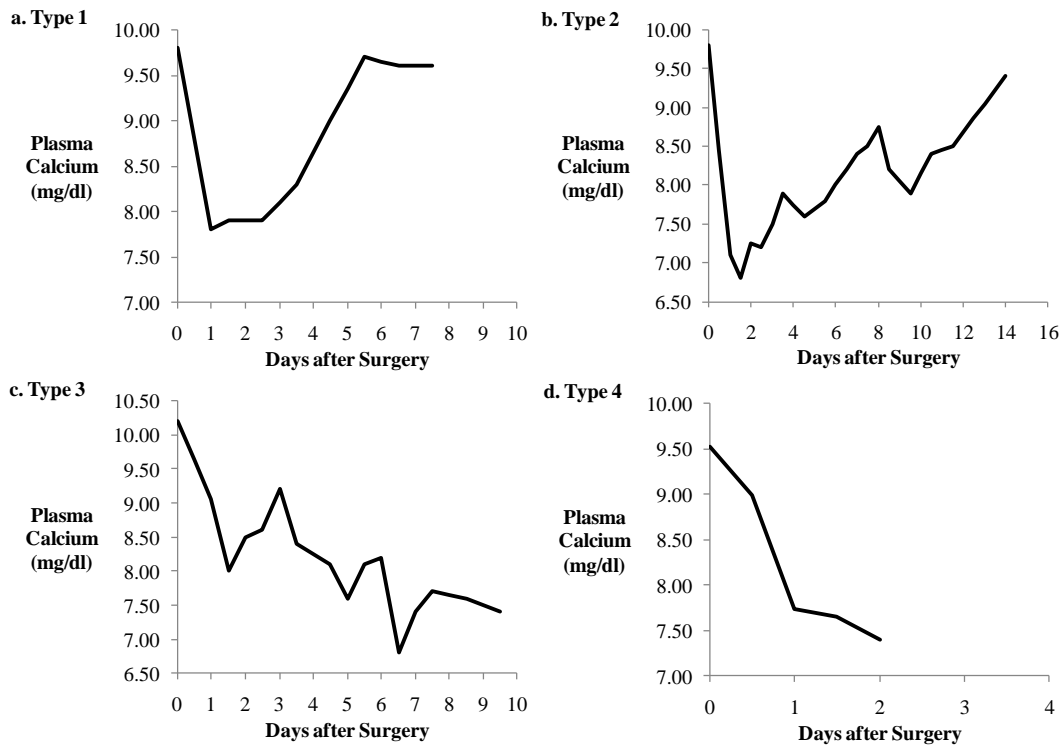 a. Type 1
10.00
9.50
9.00
8.50
8.00
7.50
7.00
Plasma
Calcium
(mg/dl)
0 1 2 3 4 5 6 7 8 9 10
Days after Surgery
b. Type 2
10.00
9.50
9.00
8.50
8.00
7.50
7.00
6.50
Plasma
Calcium
(mg/dl)
0 2 4 6 8 10 12 14 16
Days after Surgery
c. Type 3
10.50
10.00
9.50
9.00
8.50
8.00
7.50
7.00
6.50
Plasma
Calcium
(mg/dl)
0 1 2 3 4 5 6 7 8 9 10
Days after Surgery
d. Type 4
10.00
9.50
9.00
8.50
8.00
7.50
7.00
Plasma
Calcium
(mg/dl)
0 1 2 3 4
Days after Surgery